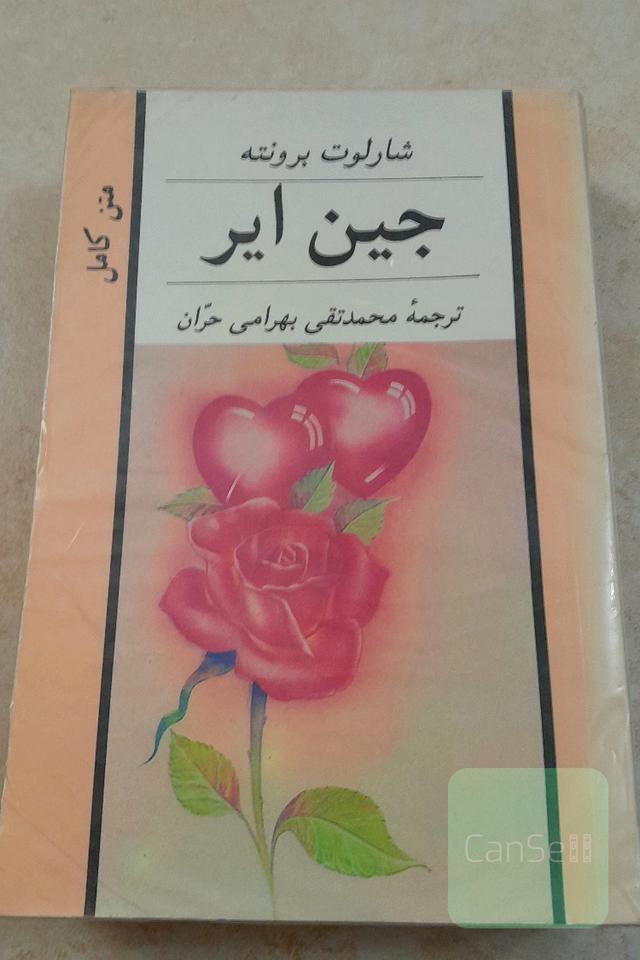 شارلوت برونته
جین ایر
ترجمهٔ محمدتقی بهرامی حرّان
متن کامل
CanSell